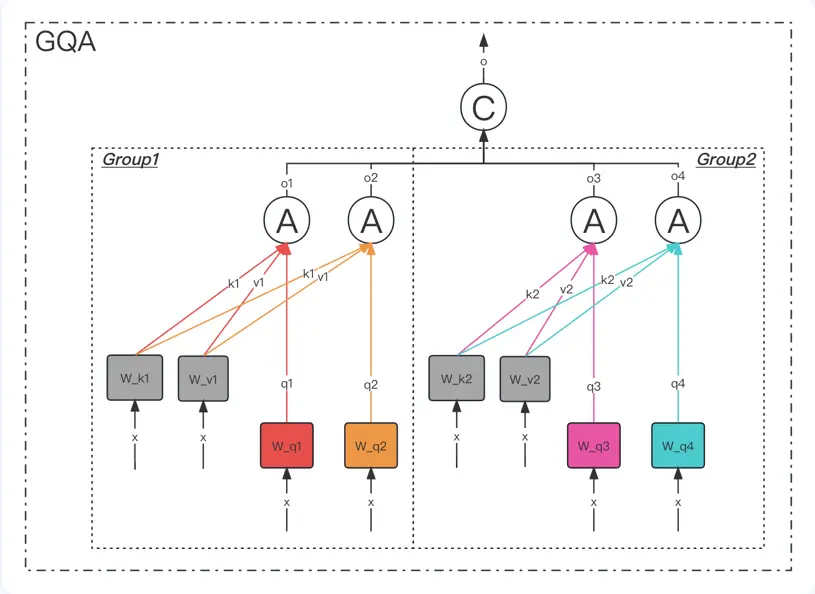 GQA
o
C
Group1
Group2
o1
o2
o3
o4
A
A
A
A
k1
v1
k1
v1
k2
v2
k2
v2
W_k1
W_v1
W_k2
W_v2
q1
q2
q3
q4
x
x
x
x
W_q1
W_q2
W_q3
W_q4
x
x
x
x